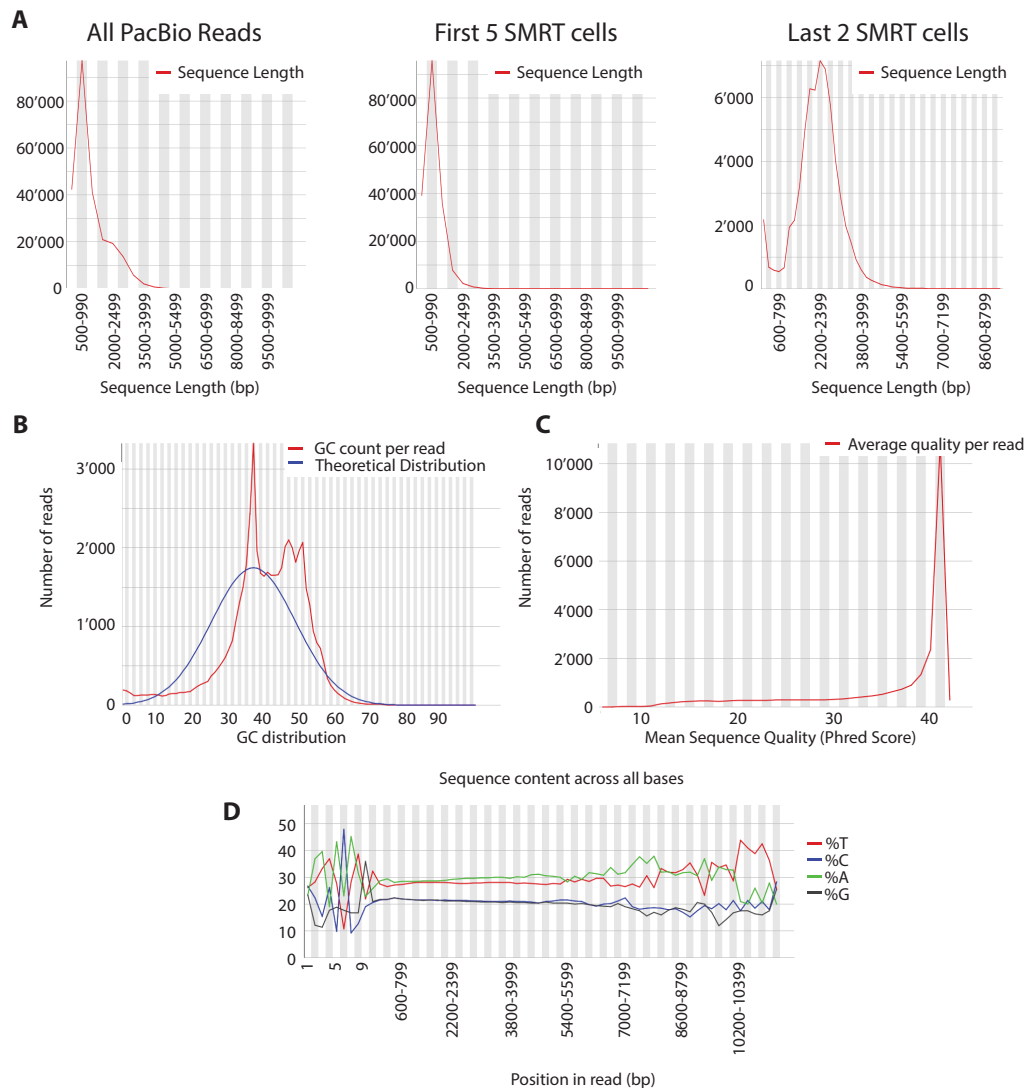 A
All PacBio Reads
First 5 SMRT cells
Last 2 SMRT cells
Sequence Length
80’000
60’000
40’000
20’000
0
500-990
2000-2499
3500-3999
5000-5499
6500-6999
8000-8499
9500-9999
Sequence Length (bp)
Sequence Length
80’000
60’000
40’000
20’000
0
500-990
2000-2499
3500-3999
5000-5499
6500-6999
8000-8499
9500-9999
Sequence Length (bp)
Sequence Length
6’000
4’000
2’000
0
600-799
2200-2399
3800-3999
5400-5599
7000-7199
8600-8799
Sequence Length (bp)
B
GC count per read
Theoretical Distribution
Number of reads
3’000
2’000
1’000
0
0 10 20 30 40 50 60 70 80 90
GC distribution
C
Average quality per read
Number of reads
10’000
8’000
6’000
4’000
2’000
0
10 20 30 40
Mean Sequence Quality (Phred Score)
Sequence content across all bases
D
50
40
30
20
10
0
%T
%C
%A
%G
1
5
9
600-799
2200-2399
3800-3999
5400-5599
7000-7199
8600-8799
10200-10399
Position in read (bp)